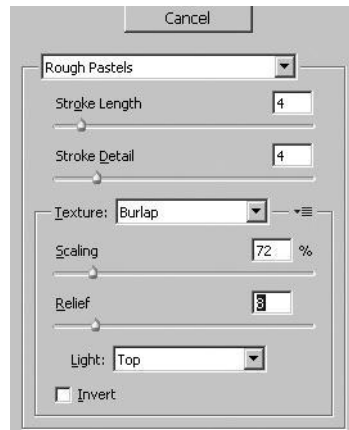 Cancel
Rough Pastels
Stroke Length 4
Stroke Detail 4
Texture: Burlap
Scaling 72 %
Relief 8
Light: Top
Invert